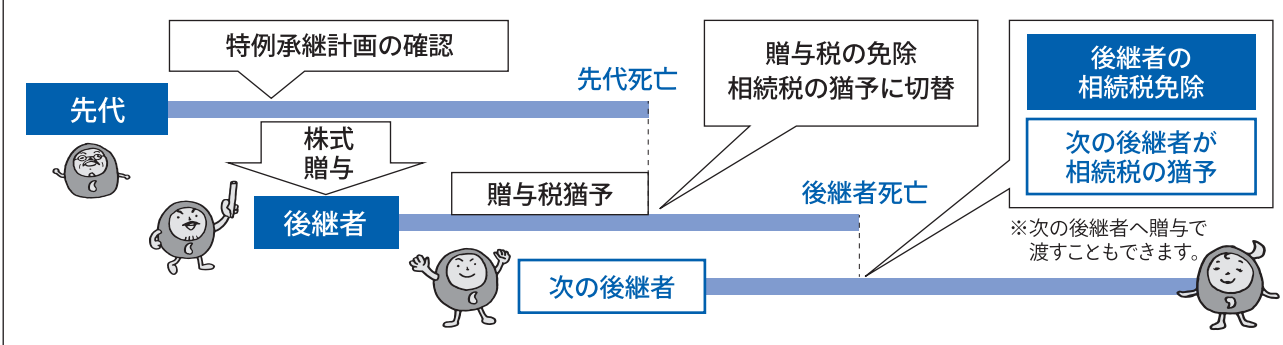 特例承継計画の確認
先代
先代死亡
株式
贈与
贈与税の免除
相続税の猶予に切替
後継者
贈与税猶予
後継者死亡
後継者の
相続税免除
次の後継者が
相続税の猶予
※次の後継者へ贈与で
渡すこともできます。
次の後継者